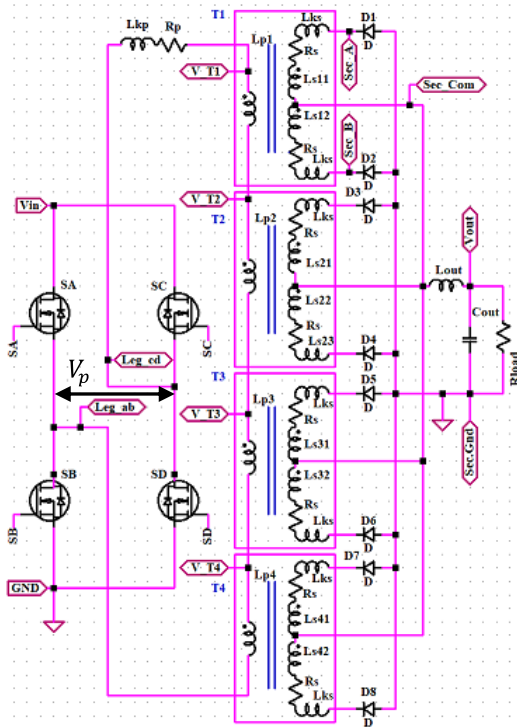 T1
Lks
D1
D
Lkp
Rp
Rs
Lp1
Sec_A
V_T1
Ls11
Sec_Com
Ls12
Sec_B
Rs
Lks
D2
D
D3
D
Vin
V_T2
T2
Lks
Rs
Lp2
Ls21
Vout
Lout
SA
SC
Ls22
Cout
Rload
SA
SC
Rs
Ls23
D4
D
Leg_cd
Vp
T3
Lks
D5
D
Leg_ab
V_T3
Lp3
Rs
Ls31
Sec.Gnd
SB
SD
Ls32
SB
SD
Rs
Lks
D6
D
V_T4
Lp4
Lks
D7
D
GND
T4
Rs
Ls41
Ls42
Rs
Lks
D8
D